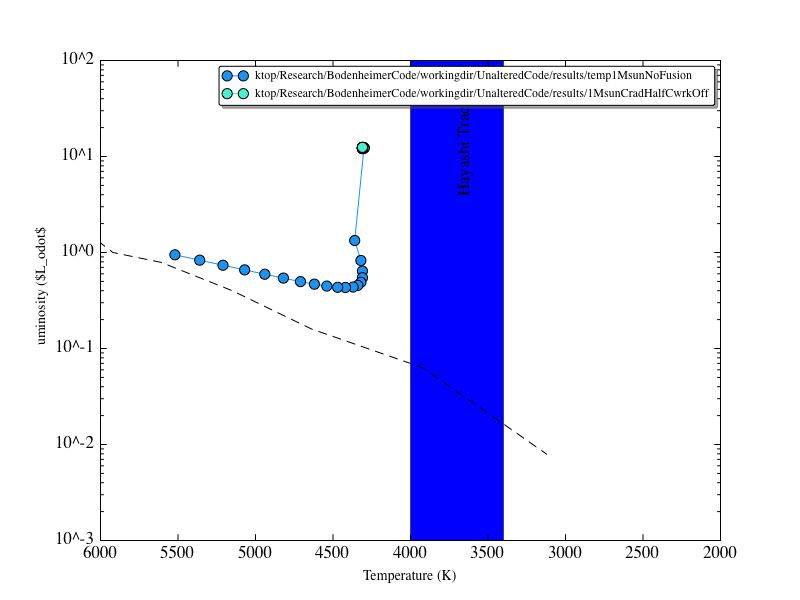 10^2
ktop/Research/BodenheimerCode/workingdir/UnalteredCode/results/temp1MsunNoFusion
ktop/Research/BodenheimerCode/workingdir/UnalteredCode/results/1MsunCradHalfCwrkOff
Hayashi Trac
10^1
10^0
uminosity ($L_odot$
10^-1
10^-2
10^-3
6000 5500 5000 4500 4000 3500 3000 2500 2000
Temperature (K)